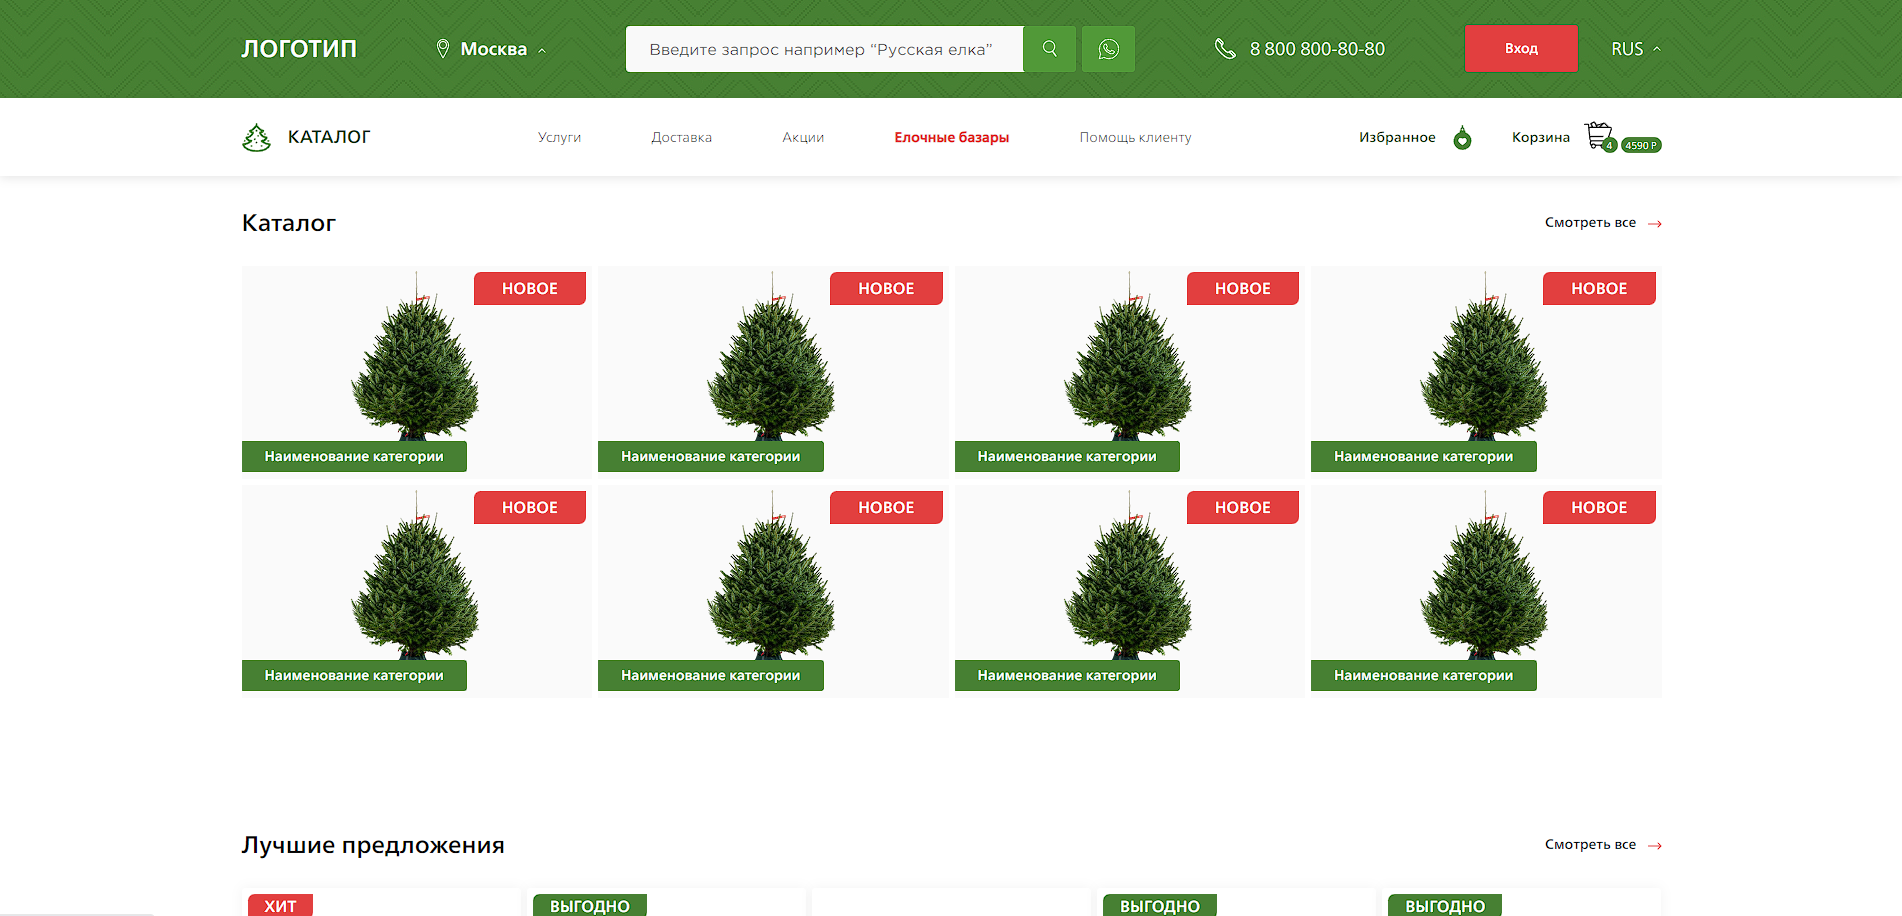 ЛОГОТИП
Москва
Введите запрос например “Русская елка”
8 800 800-80-80
Вход
RUS
КАТАЛОГ
Услуги
Доставка
Акции
Елочные базары
Помощь клиенту
Избранное
Корзина
4
4590 Р
Каталог
Смотреть все
НОВОЕ
НОВОЕ
НОВОЕ
НОВОЕ
Наименование категории
Наименование категории
Наименование категории
Наименование категории
НОВОЕ
НОВОЕ
НОВОЕ
НОВОЕ
Наименование категории
Наименование категории
Наименование категории
Наименование категории
Лучшие предложения
Смотреть все
ХИТ
ВЫГОДНО
ВЫГОДНО
ВЫГОДНО